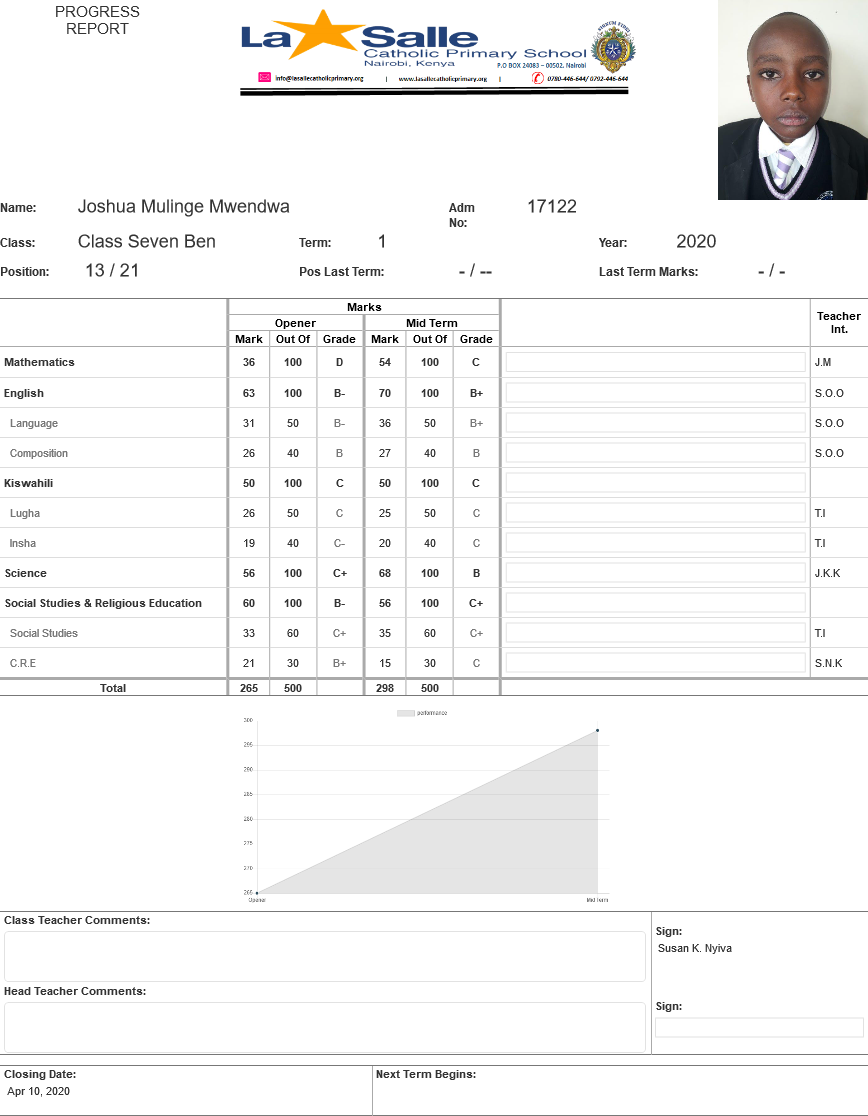 PROGRESS
REPORT
La Salle
Catholic Primary School
Nairobi, Kenya
P.O BOX 24083 – 00502, Nairobi
info@lasallecatholicprimary.org | www.lasallecatholicprimary.org | 0780-446-644/ 0792-446-644
Name: Joshua Mulinge Mwendwa Adm No: 17122
Class: Class Seven Ben Term: 1 Year: 2020
Position: 13 / 21 Pos Last Term: - / -- Last Term Marks: - / -
Marks
Opener Mid Term Teacher Int.
Mark Out Of Grade Mark Out Of Grade
Mathematics 36 100 D 54 100 C J.M
English 63 100 B- 70 100 B+ S.O.O
Language 31 50 B- 36 50 B+ S.O.O
Composition 26 40 B 27 40 B S.O.O
Kiswahili 50 100 C 50 100 C
Lugha 26 50 C 25 50 C T.I
Insha 19 40 C- 20 40 C T.I
Science 56 100 C+ 68 100 B J.K.K
Social Studies & Religious Education 60 100 B- 56 100 C+
Social Studies 33 60 C+ 35 60 C+ T.I
C.R.E 21 30 B+ 15 30 C S.N.K
Total 265 500 298 500
performance
300
295
290
285
280
275
270
265
Opener Mid Term
Class Teacher Comments:
Sign:
Susan K. Nyiva
Head Teacher Comments:
Sign:
Closing Date: Next Term Begins:
Apr 10, 2020